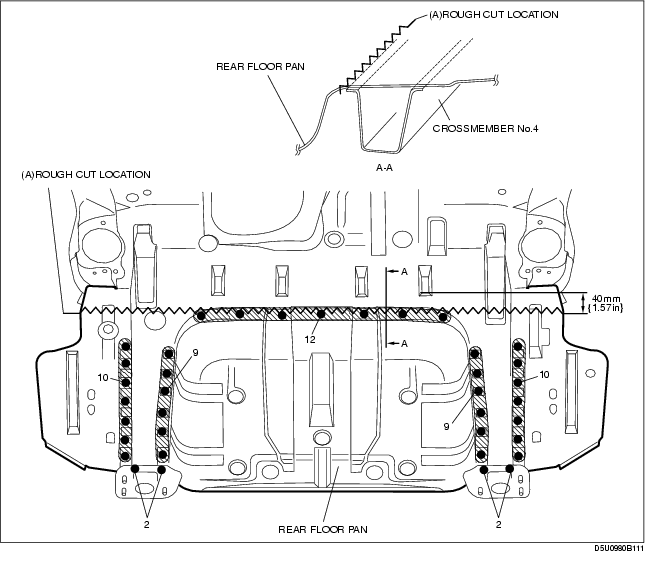 (A)ROUGH CUT LOCATION
REAR FLOOR PAN
CROSSMEMBER No.4
A-A
(A)ROUGH CUT LOCATION
A
40mm
{1.57in}
12
A
9
10
10
9
2
2
REAR FLOOR PAN
D5U0980B111